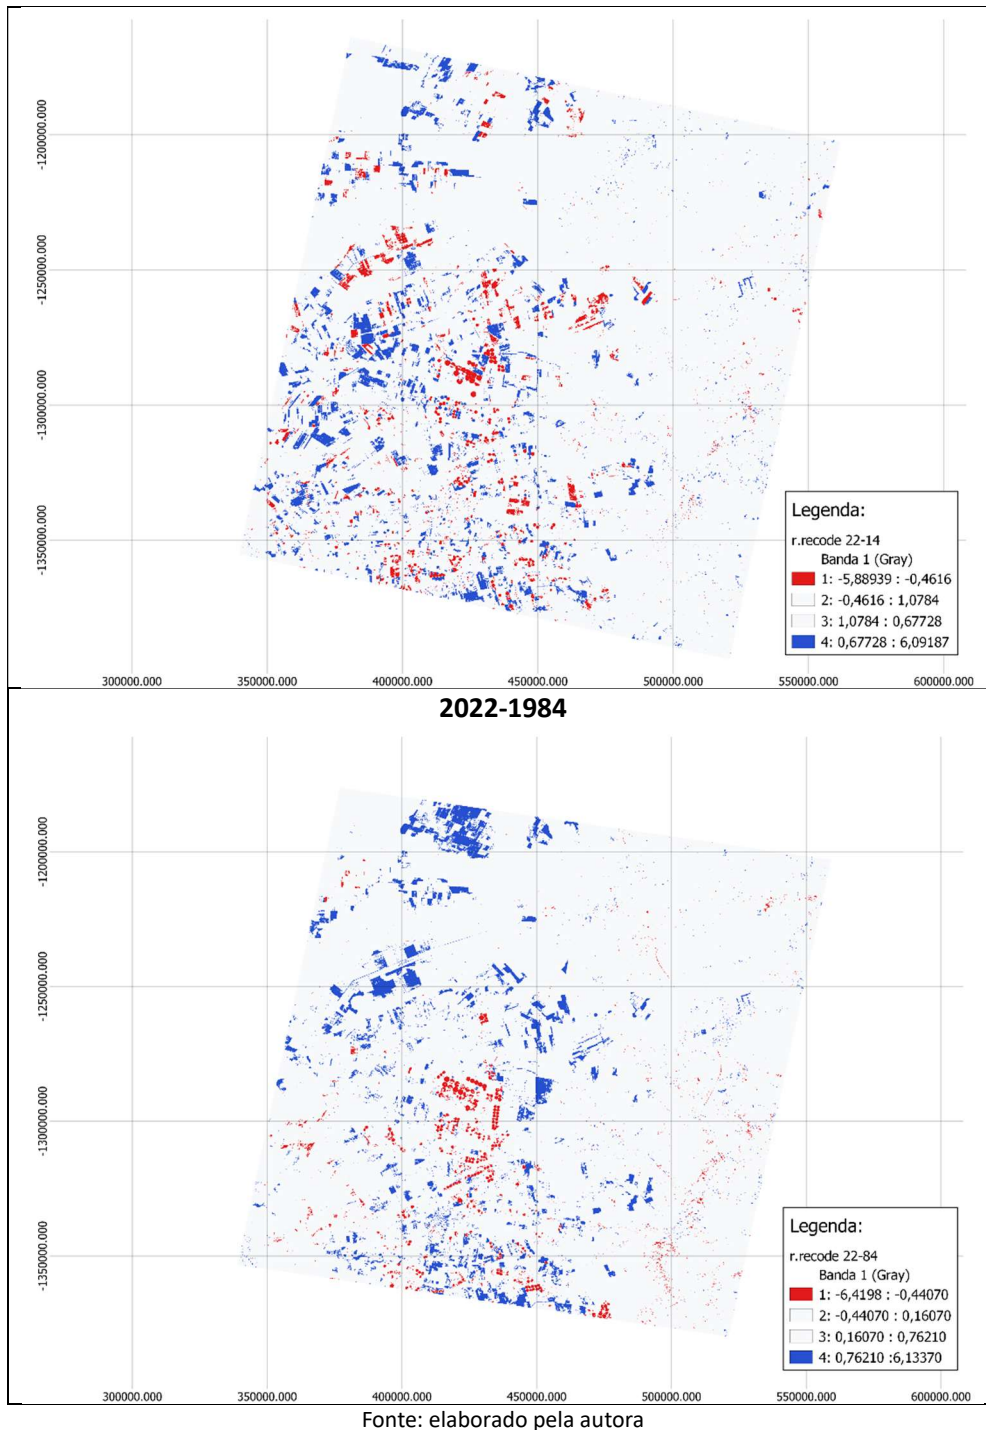 -1200000.000
-1250000.000
-1300000.000
-1350000.000
Legenda:
r.recode 22-14
Banda 1 (Gray)
1: -5,88939 : -0,4616
2: -0,4616 : 1,0784
3: 1,0784 : 0,67728
4: 0,67728 : 6,09187
300000.000 350000.000 400000.000 450000.000 500000.000 550000.000 600000.000
2022-1984
-1200000.000
-1250000.000
-1300000.000
-1350000.000
Legenda:
r.recode 22-84
Banda 1 (Gray)
1: -6,4198 : -0,44070
2: -0,44070 : 0,16070
3: 0,16070 : 0,76210
4: 0,76210 :6,13370
300000.000 350000.000 400000.000 450000.000 500000.000 550000.000 600000.000
Fonte: elaborado pela autora